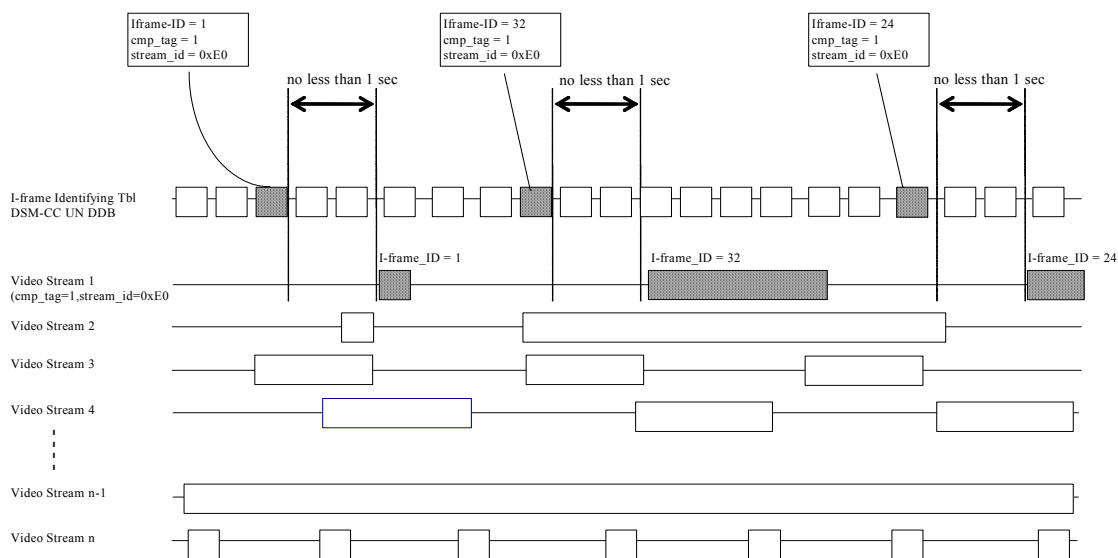 Iframe-ID = 1
cmp_tag = 1
stream_id = 0xE0
Iframe-ID = 32
cmp_tag = 1
stream_id = 0xE0
Iframe-ID = 24
cmp_tag = 1
stream_id = 0xE0
no less than 1 sec
no less than 1 sec
no less than 1 sec
I-frame Identifying Tbl
DSM-CC UN DDB
I-frame_ID = 1
I-frame_ID = 32
I-frame_ID = 24
Video Stream 1
(cmp_tag=1,stream_id=0xE0
Video Stream 2
Video Stream 3
Video Stream 4
Video Stream n-1
Video Stream n